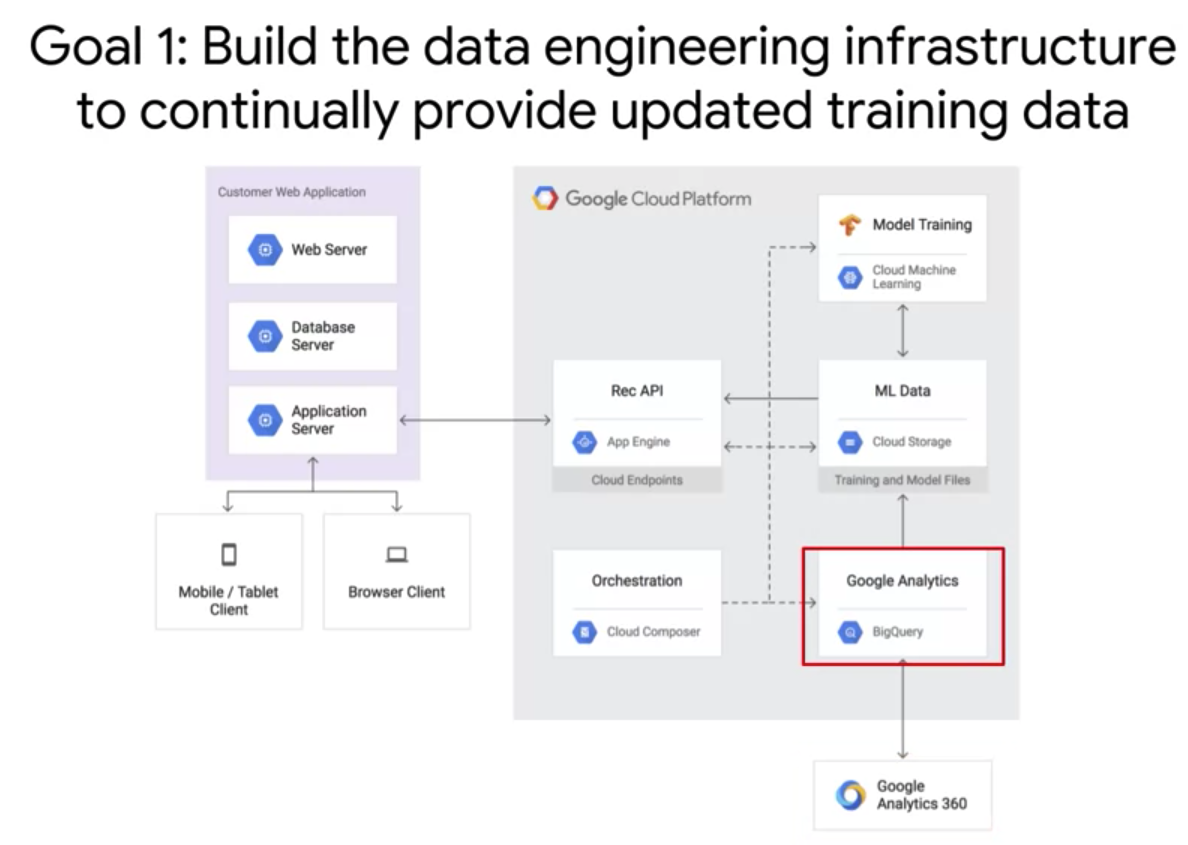 Goal 1: Build the data engineering infrastructure
to continually provide updated training data
Customer Web Application
Web Server
Database
Server
Application
Server
Mobile / Tablet
Client
Browser Client
Google Cloud Platform
Model Training
Cloud Machine
Learning
Rec API
App Engine
Cloud Endpoints
ML Data
Cloud Storage
Training and Model Files
Orchestration
Cloud Composer
Google Analytics
BigQuery
Google
Analytics 360